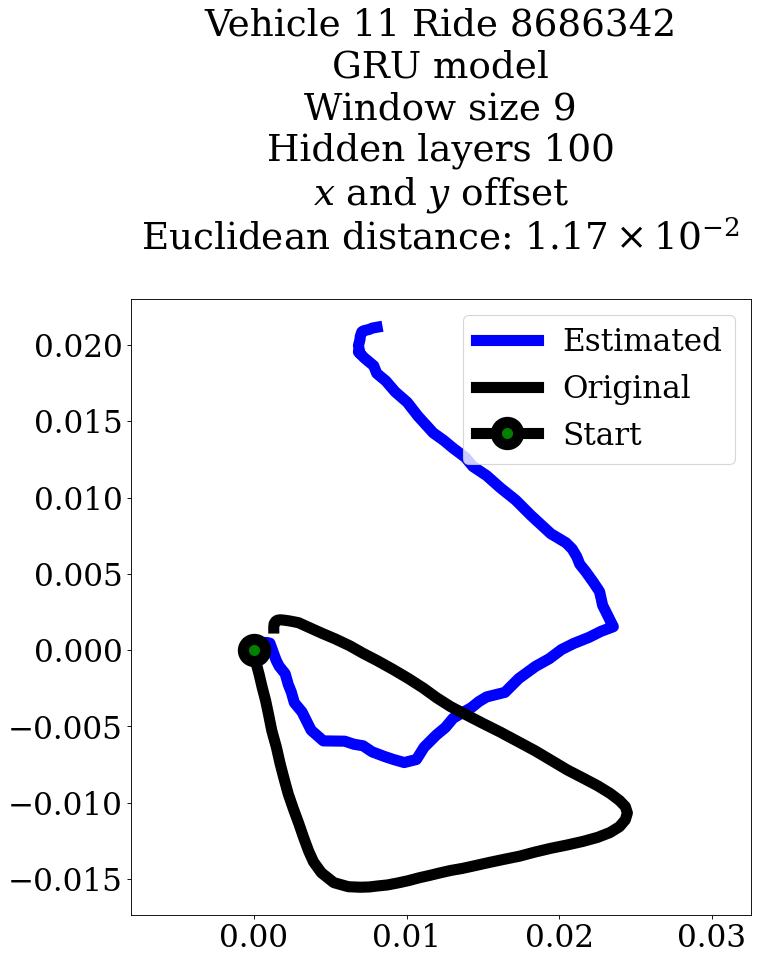 Vehicle 11 Ride 8686342
GRU model
Window size 9
Hidden layers 100
x and y offset
Euclidean distance: 1.17 × 10⁻²
Estimated
Original
Start
0.020
0.015
0.010
0.005
0.000
−0.005
−0.010
−0.015
0.00 0.01 0.02 0.03